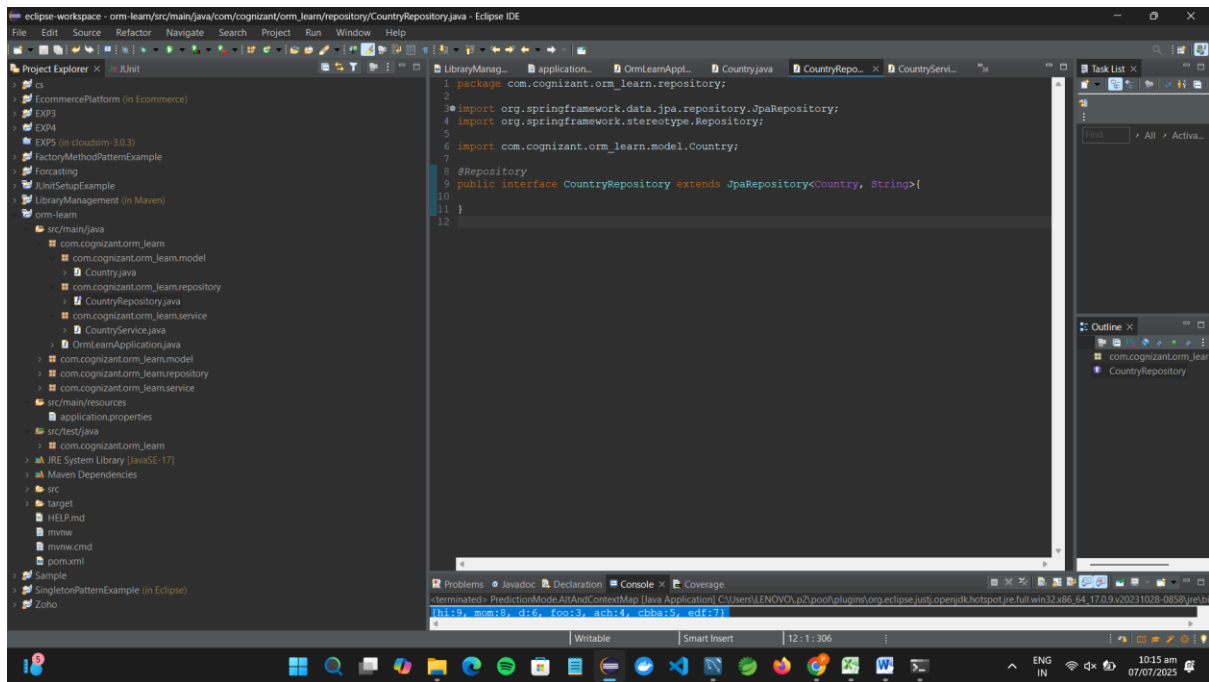 eclipse-workspace - orm-learn/src/main/java/com/cognizant/orm_learn/repository/CountryRepository.java - Eclipse IDE
File Edit Source Refactor Navigate Search Project Run Window Help
Project Explorer JUnit
cs
EcommercePlatform (in Ecommerce)
EXP3
EXP4
EXP5 (in cloudsim-3.0.3)
FactoryMethodPatternExample
Forcasting
JUnitSetupExample
LibraryManagement (in Maven)
orm-learn
src/main/java
com.cognizant.orm_learn
com.cognizant.orm_learn.model
Country.java
com.cognizant.orm_learn.repository
CountryRepository.java
com.cognizant.orm_learn.service
CountryService.java
OrmLearnApplication.java
com.cognizant.orm_learn.model
com.cognizant.orm_learn.repository
com.cognizant.orm_learn.service
src/main/resources
application.properties
src/test/java
com.cognizant.orm_learn
JRE System Library [JavaSE-17]
Maven Dependencies
src
target
HELP.md
mvnw
mvnw.cmd
pom.xml
Sample
SingletonPatternExample (in Eclipse)
Zoho
LibraryManag... application... OrmLearnAppl... Country.java CountryRepo... CountryServi...
1 package com.cognizant.orm_learn.repository;
2
3 import org.springframework.data.jpa.repository.JpaRepository;
4 import org.springframework.stereotype.Repository;
5
6 import com.cognizant.orm_learn.model.Country;
7
8 @Repository
9 public interface CountryRepository extends JpaRepository<Country, String>{
10
11 }
12
Task List
Find All Activa...
Outline
com.cognizant.orm_lear
CountryRepository
Problems Javadoc Declaration Console Coverage
<terminated> PredictionMode.AltAndContextMap [Java Application] C:\Users\LENOVO\.p2\pool\plugins\org.eclipse.justj.openjdk.hotspot.jre.full.win32.x86_64_17.0.9.v20231028-0858\jre\bi
{hi:9, mom:8, d:6, foo:3, ach:4, cbba:5, edf:7}
Writable Smart Insert 12 : 1 : 306
5
ENG
IN
10:15 am
07/07/2025